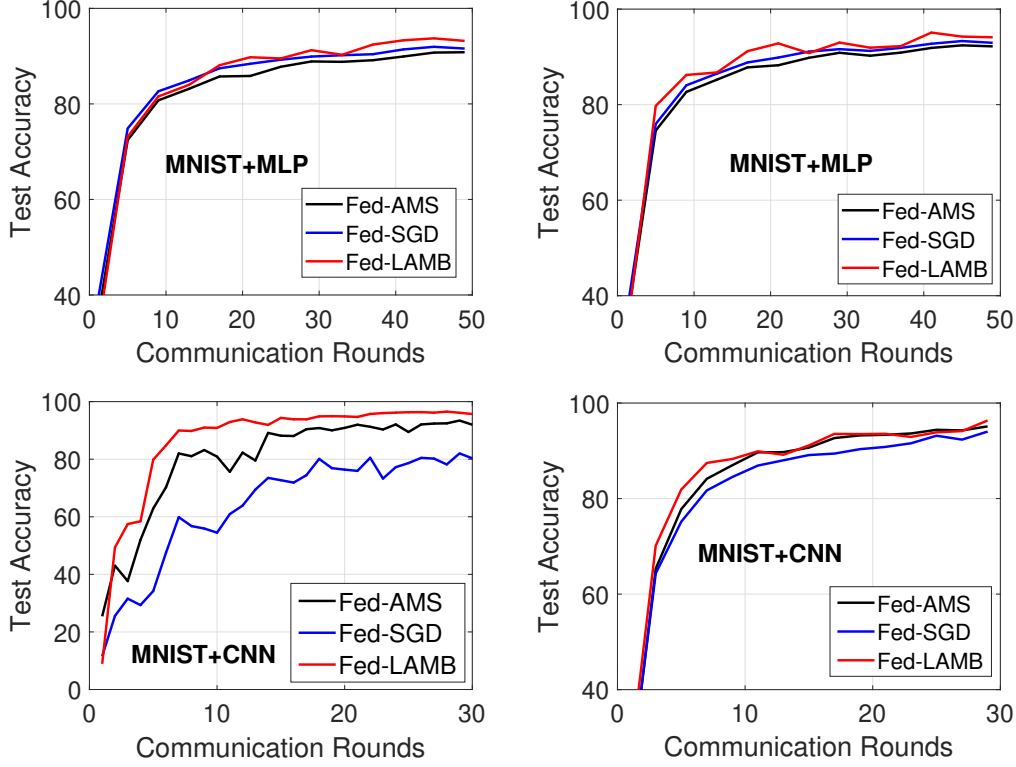 100
80
60
40
Test Accuracy
MNIST+MLP
Fed-AMS
Fed-SGD
Fed-LAMB
0 10 20 30 40 50
Communication Rounds
100
80
60
40
Test Accuracy
MNIST+MLP
Fed-AMS
Fed-SGD
Fed-LAMB
0 10 20 30 40 50
Communication Rounds
100
80
60
40
20
0
Test Accuracy
MNIST+CNN
Fed-AMS
Fed-SGD
Fed-LAMB
0 10 20 30
Communication Rounds
100
80
60
40
Test Accuracy
MNIST+CNN
Fed-AMS
Fed-SGD
Fed-LAMB
0 10 20 30
Communication Rounds